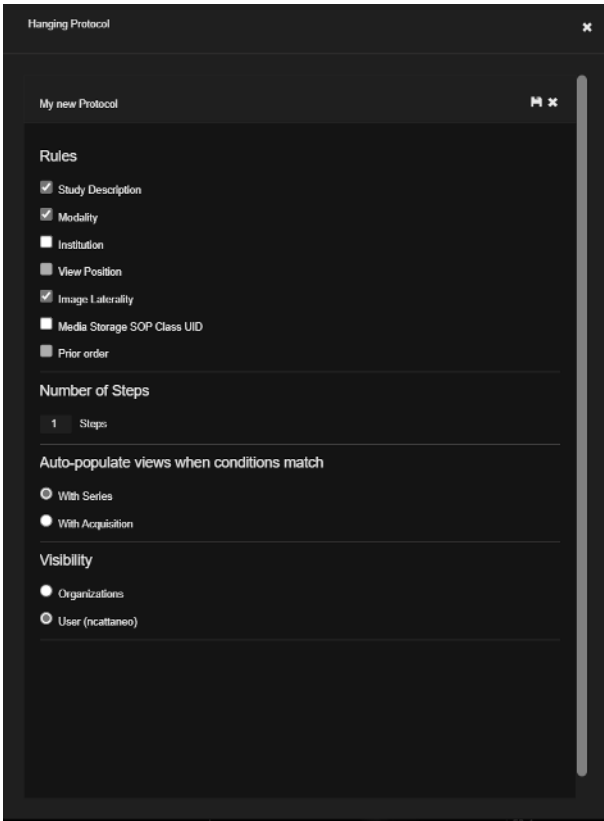 Hanging Protocol
My new Protocol
Rules
Study Description
Modality
Institution
View Position
Image Laterality
Media Storage SOP Class UID
Prior order
Number of Steps
1 Steps
Auto-populate views when conditions match
With Series
With Acquisition
Visibility
Organizations
User (ncattaneo)